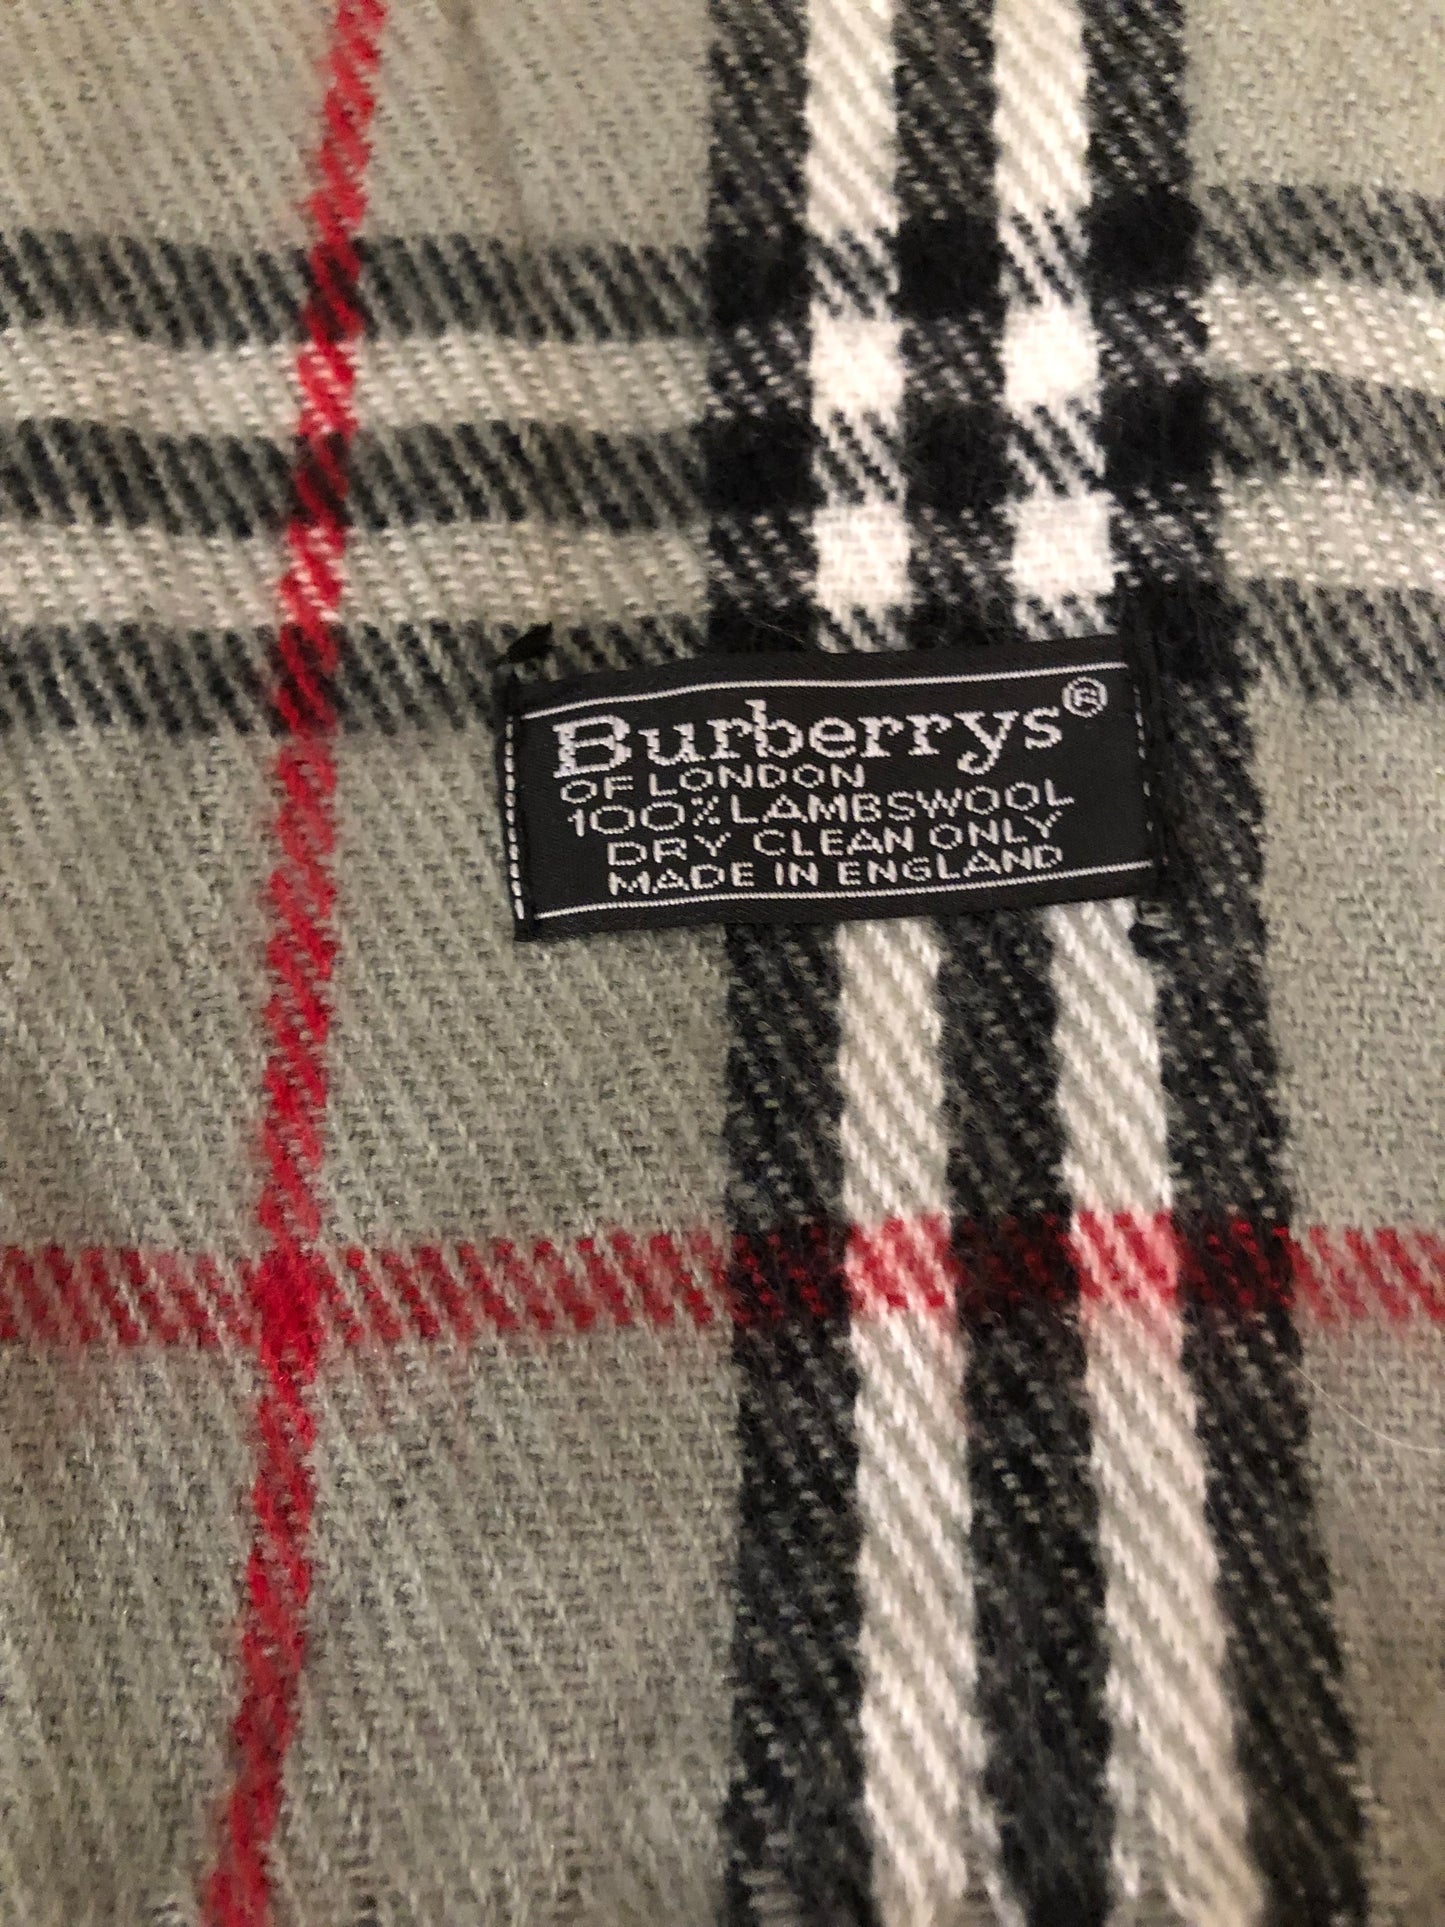 Burberrys®
OF LONDON
100% LAMBSWOOL
DRY CLEAN ONLY
MADE IN ENGLAND